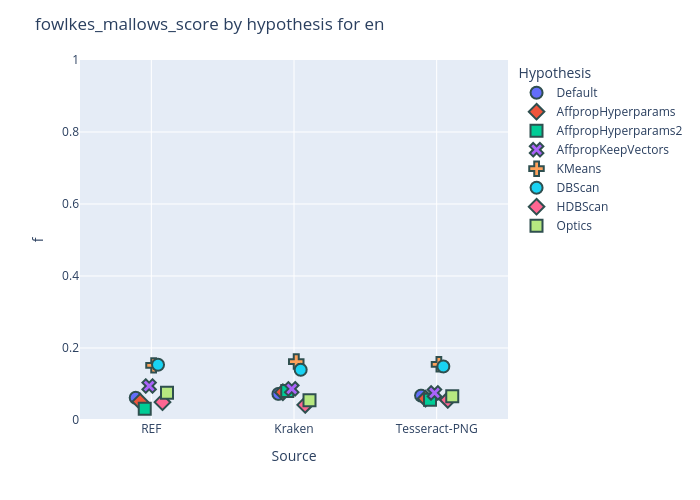 fowlkes_mallows_score by hypothesis for en
Hypothesis
Default
AffpropHyperparams
AffpropHyperparams2
AffpropKeepVectors
KMeans
DBScan
HDBScan
Optics
f
1
0.8
0.6
0.4
0.2
0
REF
Kraken
Tesseract-PNG
Source